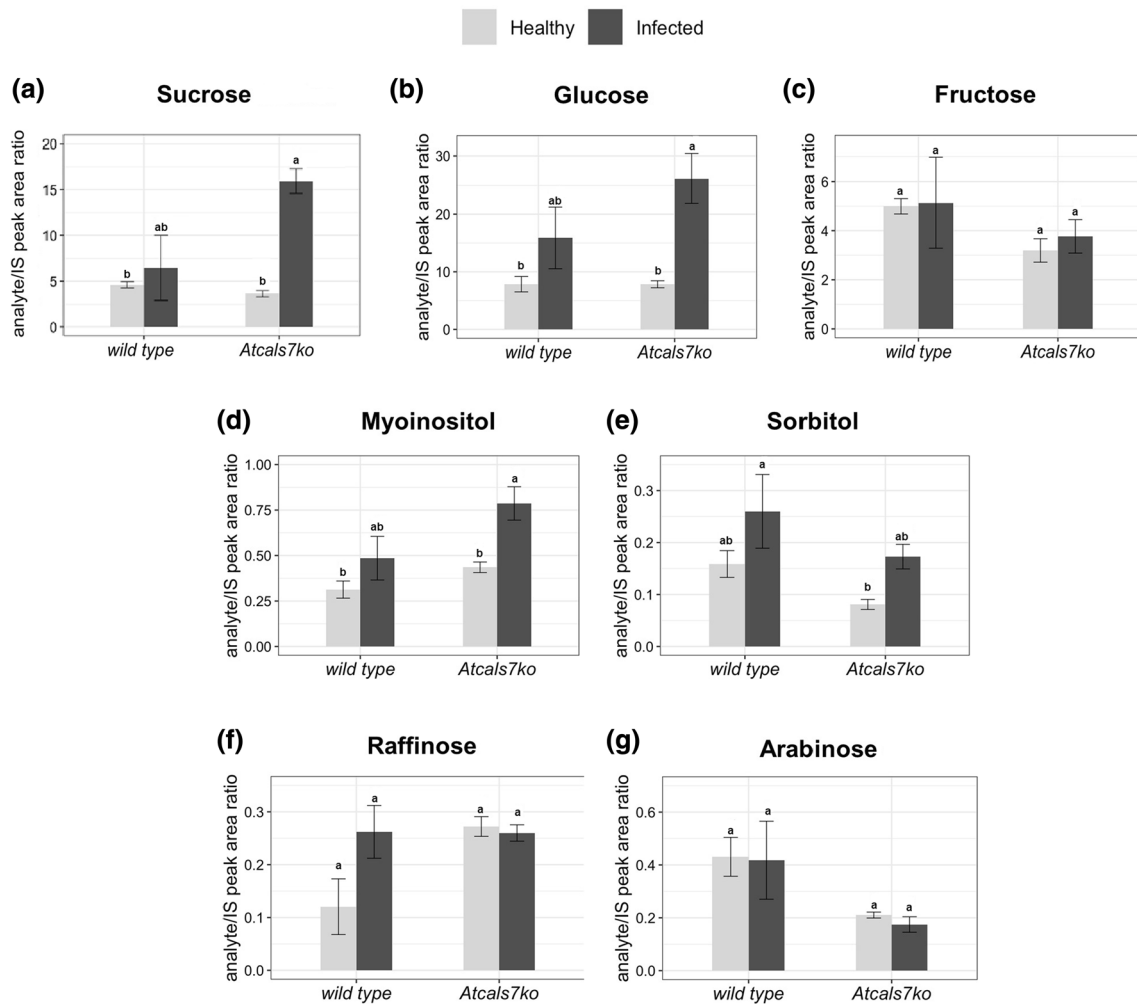 Healthy Infected
(a) Sucrose
analyte/IS peak area ratio
20
15
10
5
0
b ab b a
wild type Atcals7ko
(b) Glucose
analyte/IS peak area ratio
30
20
10
0
b ab b a
wild type Atcals7ko
(c) Fructose
analyte/IS peak area ratio
6
4
2
0
a a a a
wild type Atcals7ko
(d) Myoinositol
analyte/IS peak area ratio
1.00
0.75
0.50
0.25
0.00
b ab b a
wild type Atcals7ko
(e) Sorbitol
analyte/IS peak area ratio
0.3
0.2
0.1
0.0
ab a b ab
wild type Atcals7ko
(f) Raffinose
analyte/IS peak area ratio
0.3
0.2
0.1
0.0
a a a a
wild type Atcals7ko
(g) Arabinose
analyte/IS peak area ratio
0.6
0.4
0.2
0.0
a a a a
wild type Atcals7ko